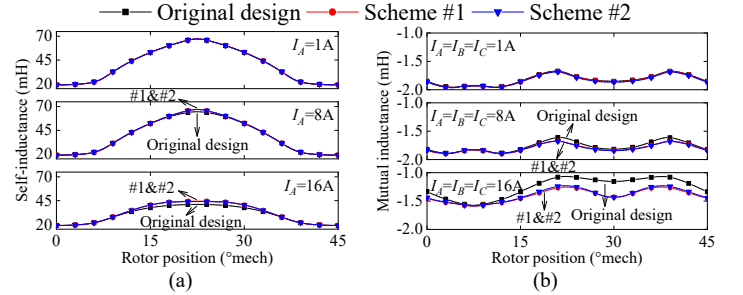 Original design Scheme #1 Scheme #2
70
45
20
I_A=1A
#1&#2
70
45
20
I_A=8A
Original design
#1&#2
70
45
20
I_A=16A
Original design
0 15 30 45
Rotor position (°mech)
Self-inductance (mH)
(a)
-1.0
-1.5
-2.0
I_A=I_B=I_C=1A
-1.0
-1.5
-2.0
I_A=I_B=I_C=8A
Original design
#1&#2
-1.0
-1.5
-2.0
I_A=I_B=I_C=16A
#1&#2
Original design
0 15 30 45
Rotor position (°mech)
Mutual inductance (mH)
(b)